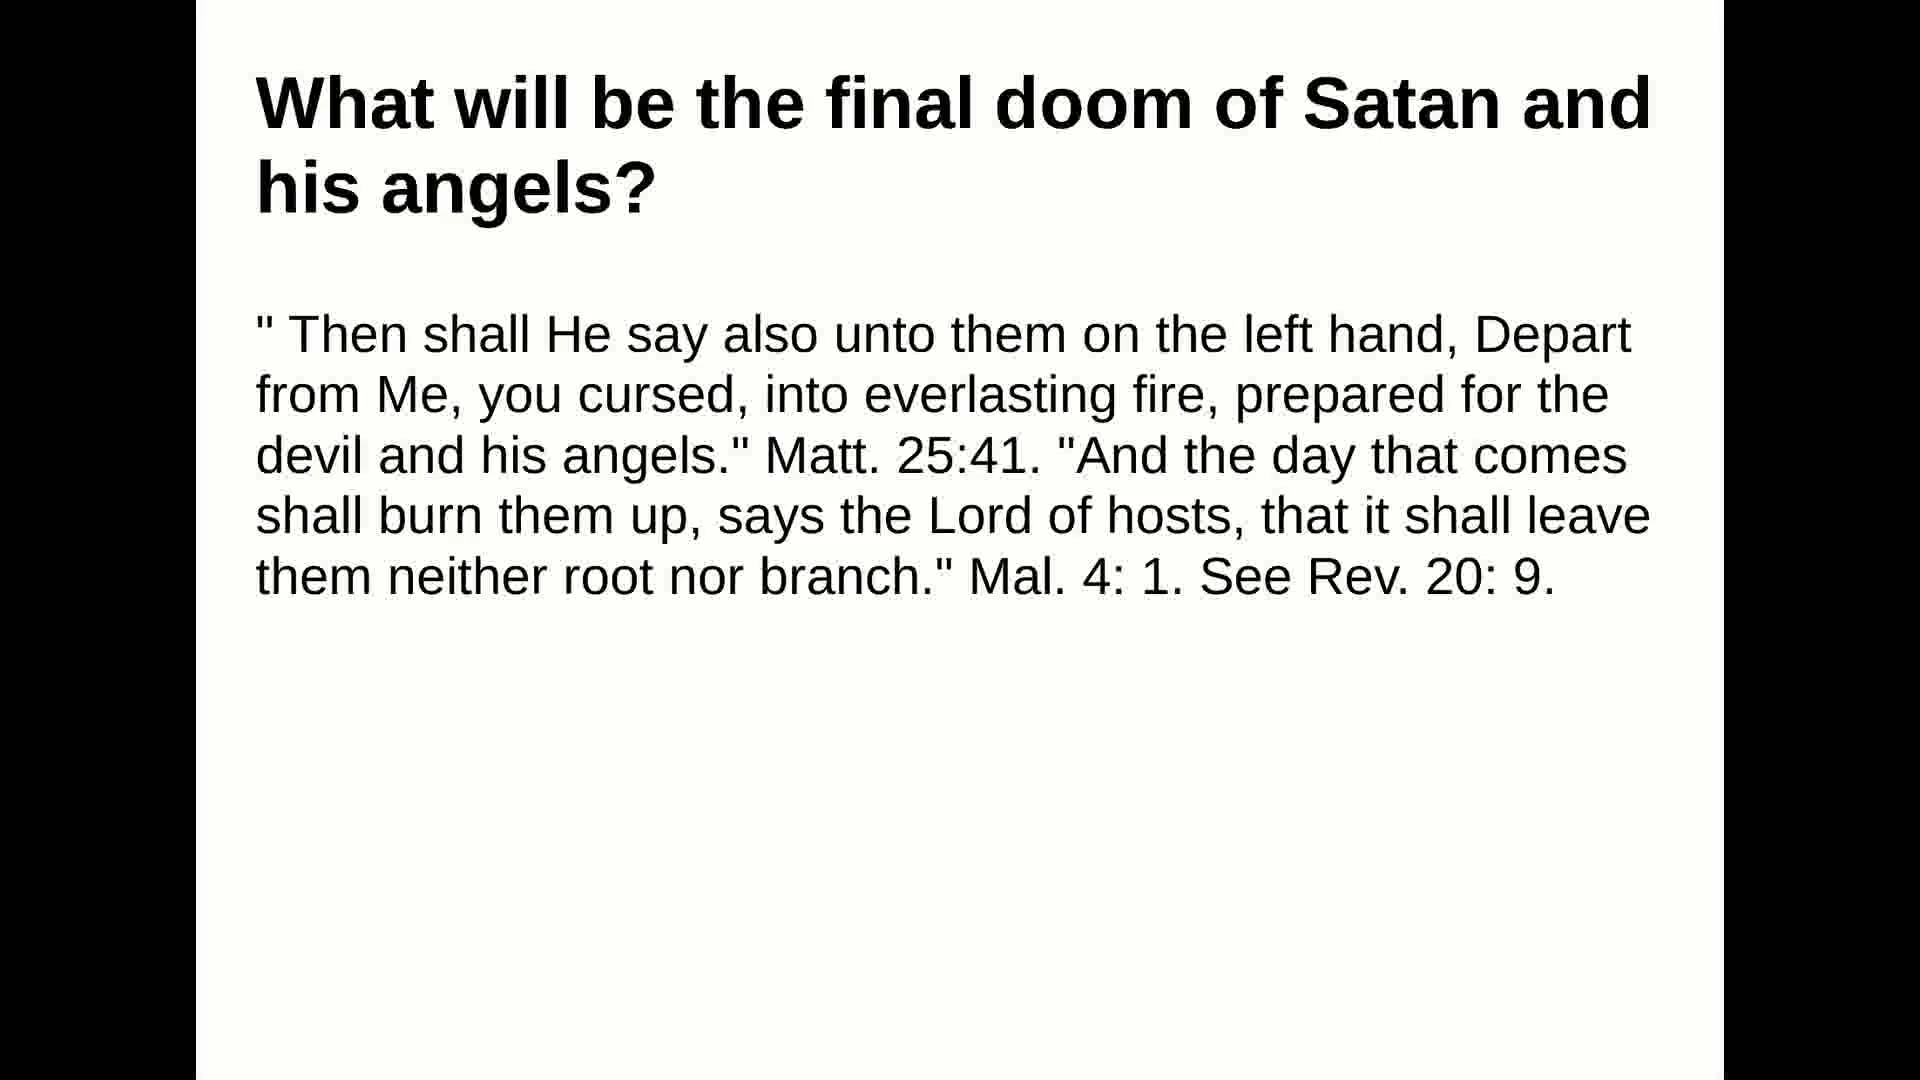 What will be the final doom of Satan and
his angels?
" Then shall He say also unto them on the left hand, Depart
from Me, you cursed, into everlasting fire, prepared for the
devil and his angels." Matt. 25:41. "And the day that comes
shall burn them up, says the Lord of hosts, that it shall leave
them neither root nor branch." Mal. 4: 1. See Rev. 20: 9.